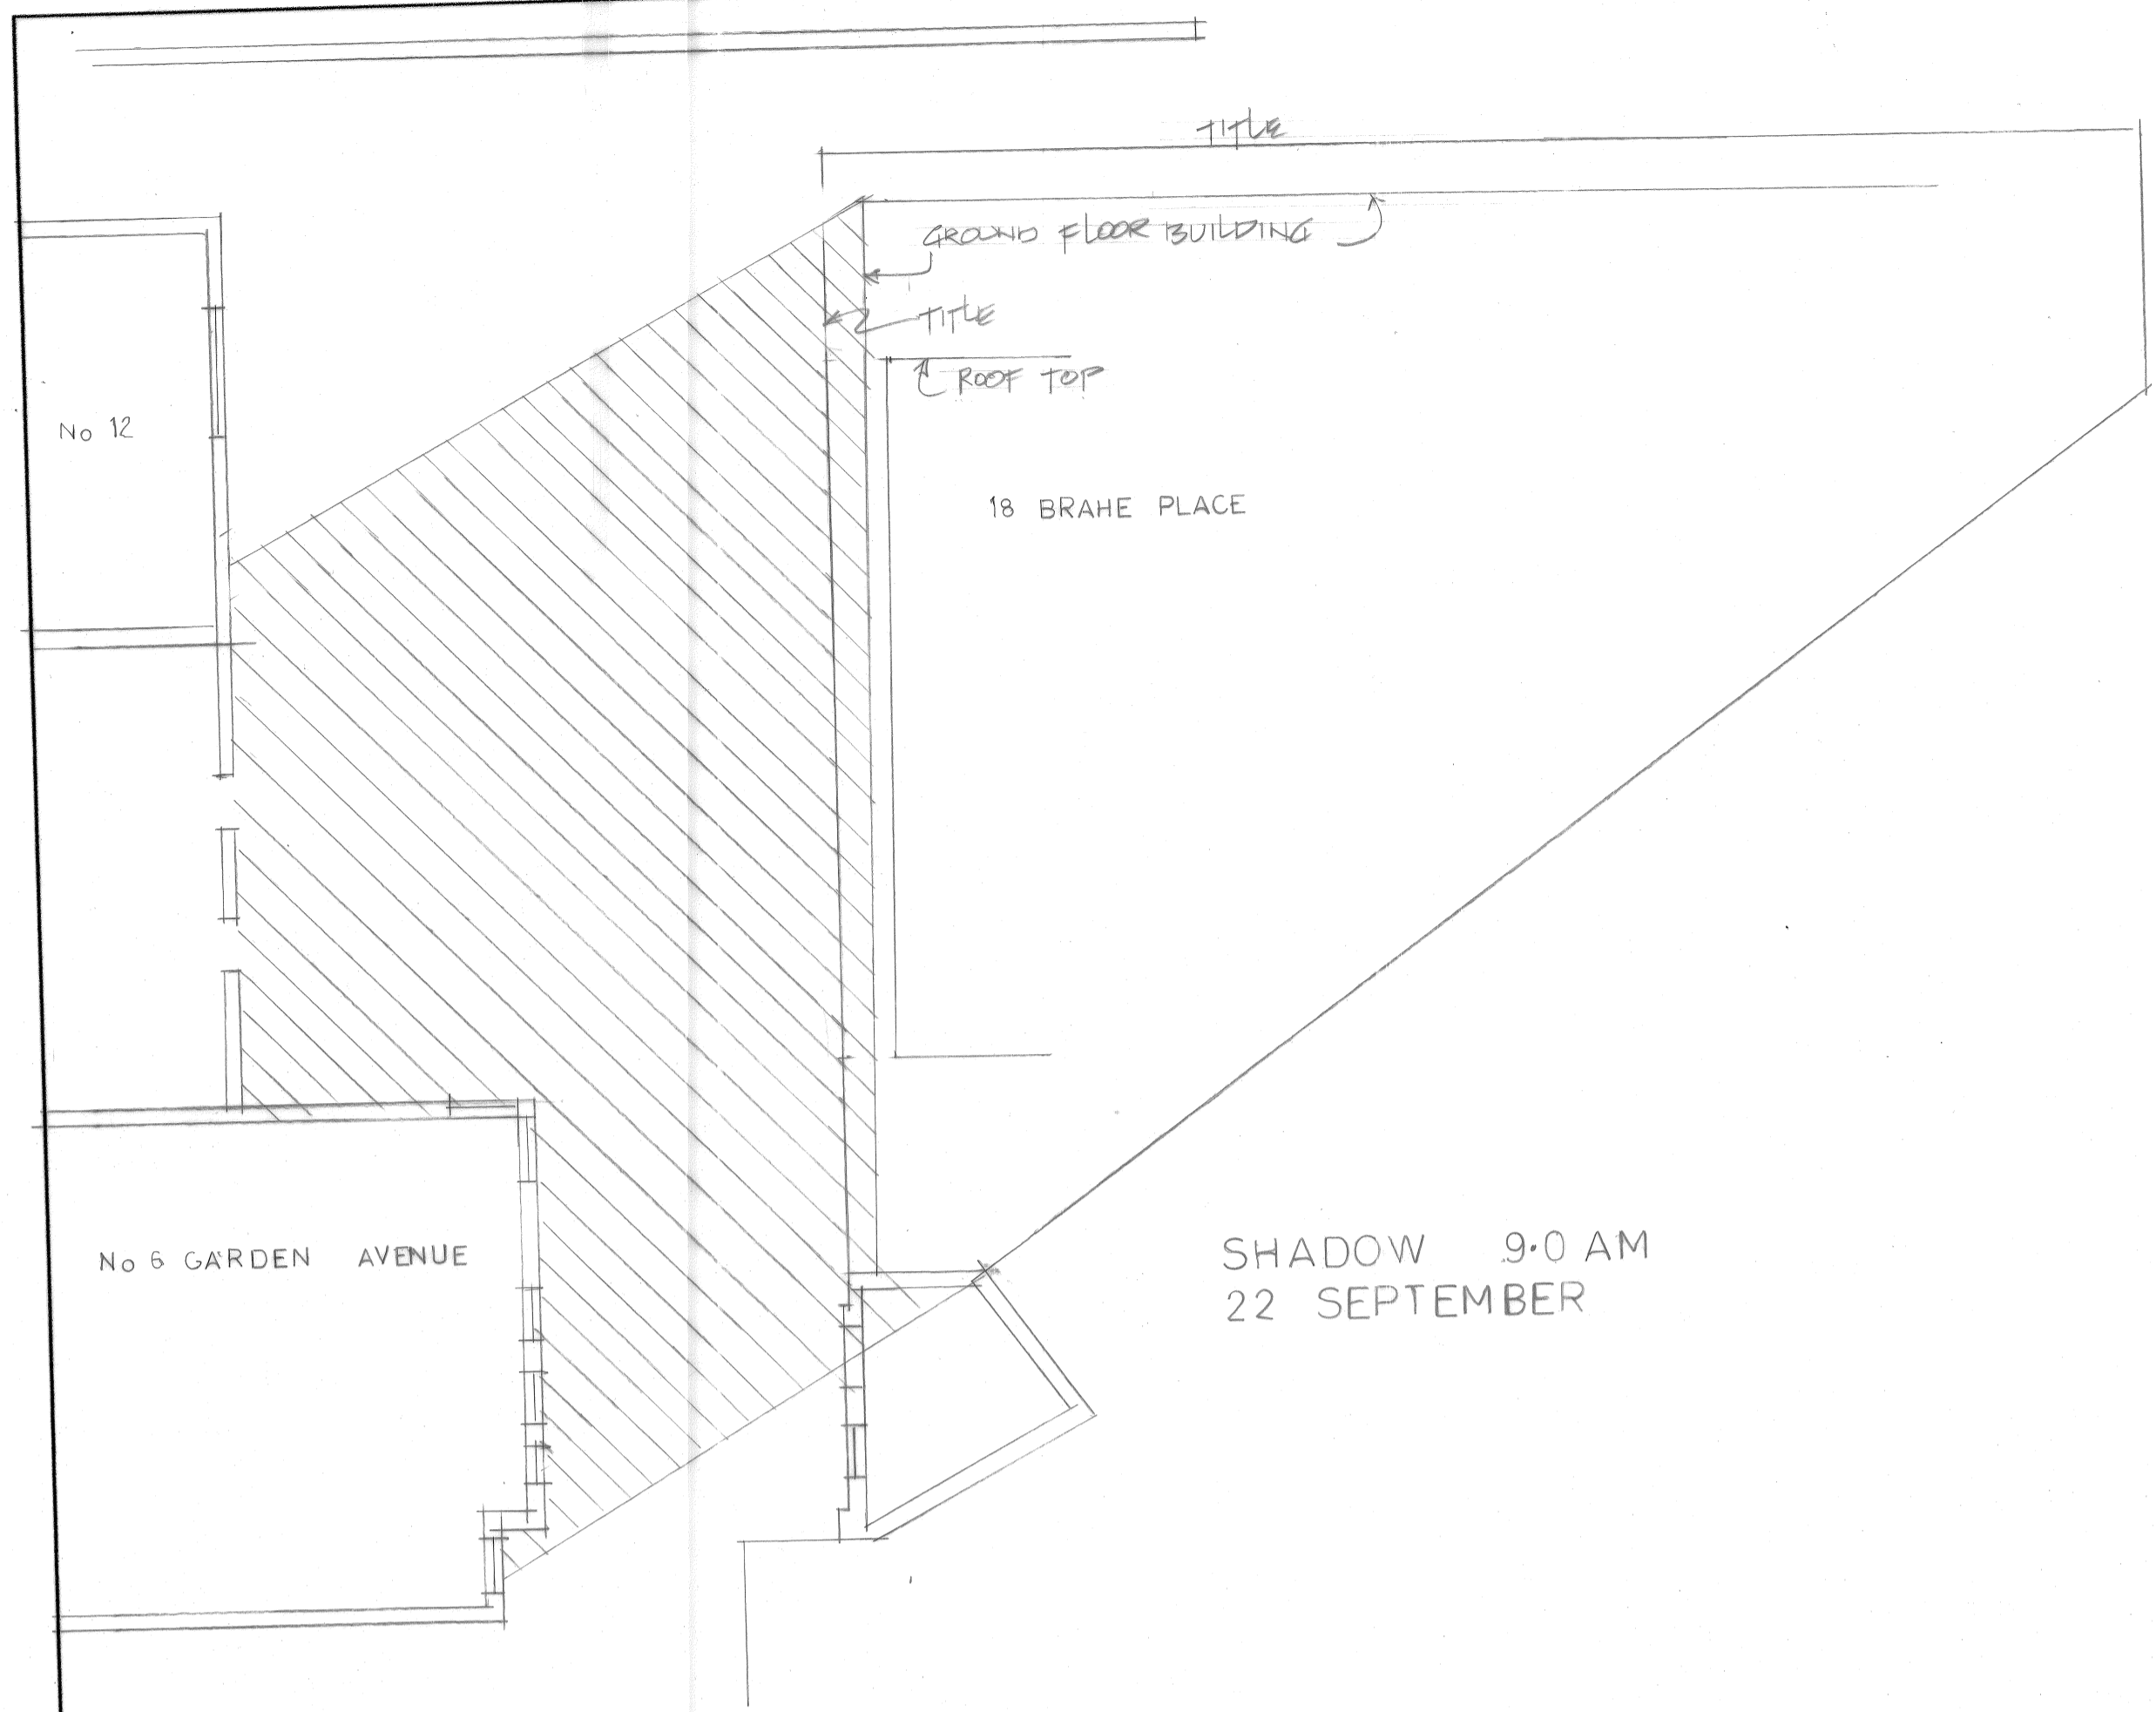 TITLE
GROUND FLOOR BUILDING
TITLE
ROOF TOP
No 12
18 BRAHE PLACE
No 6 GARDEN AVENUE
SHADOW 9.0 AM
22 SEPTEMBER